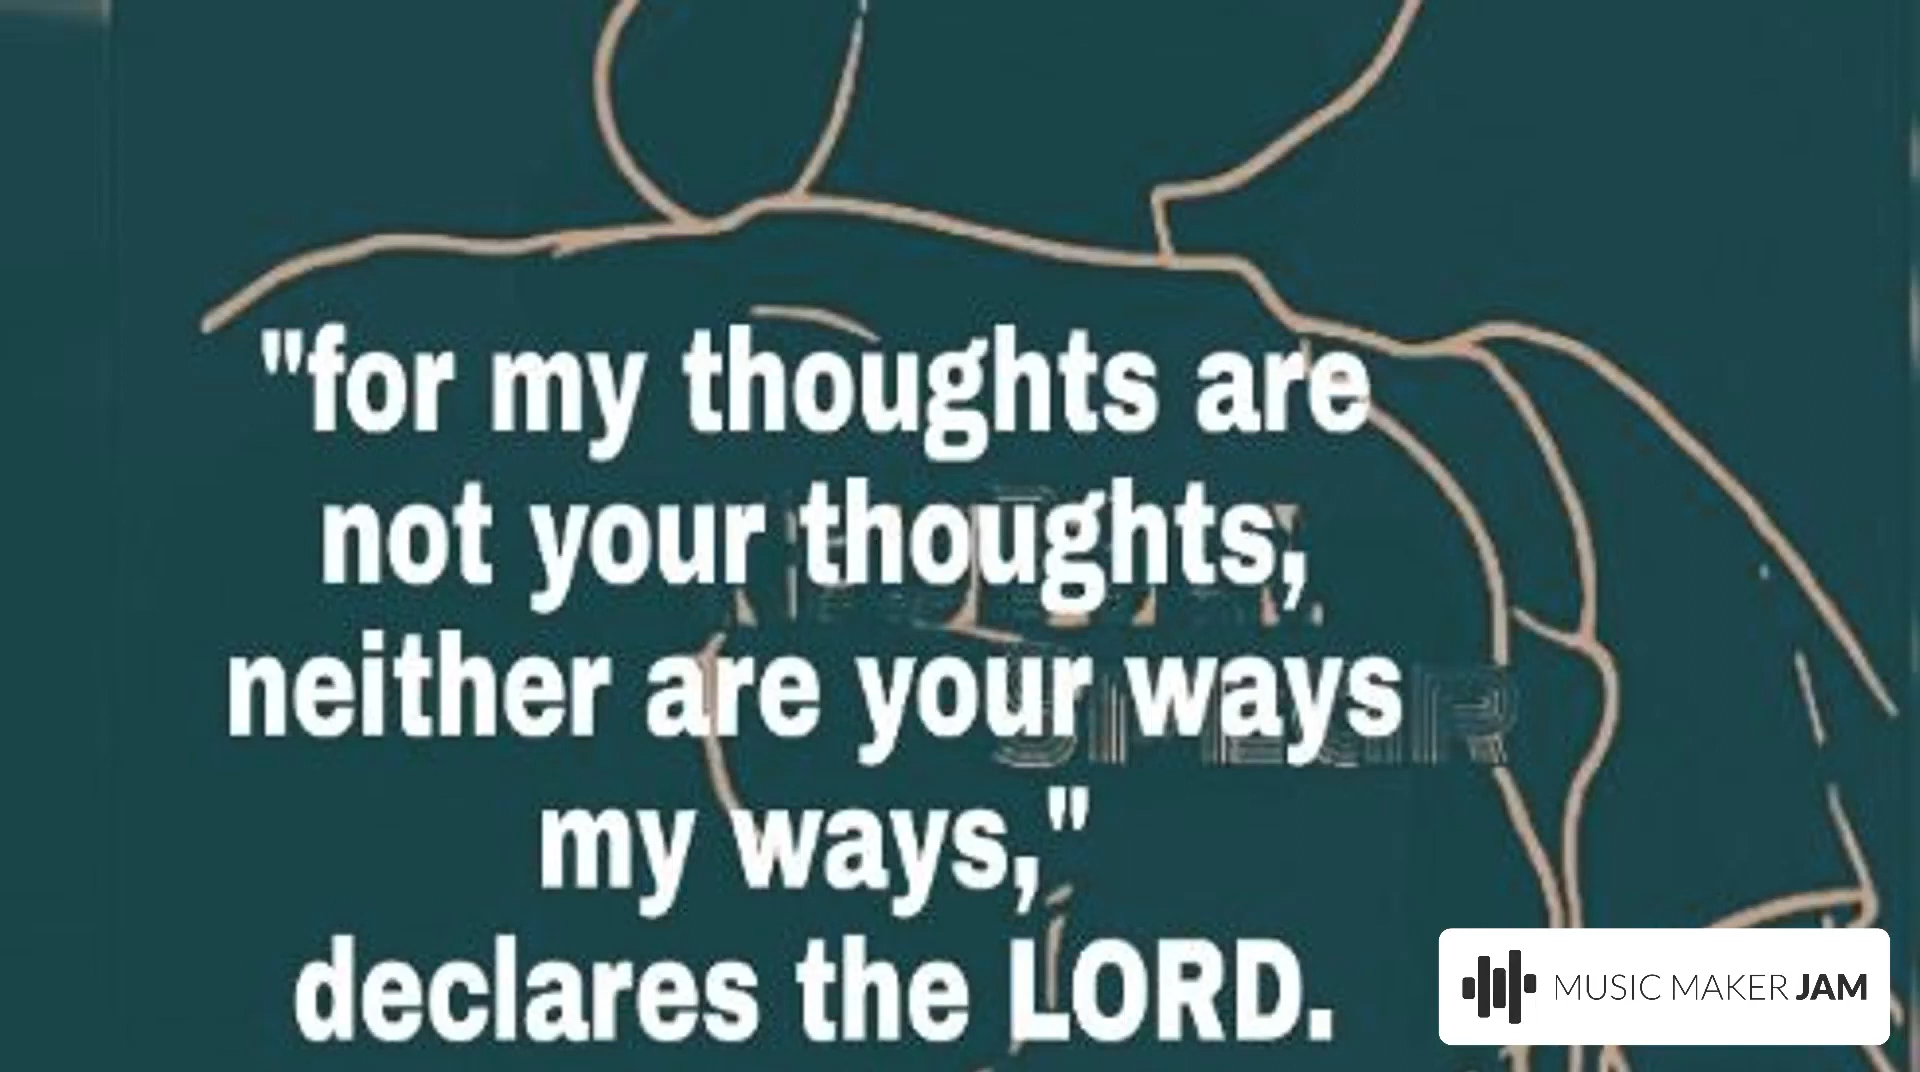 "for my thoughts are
not your thoughts,
neither are your ways
my ways,"
declares the LORD.
MUSIC MAKER JAM